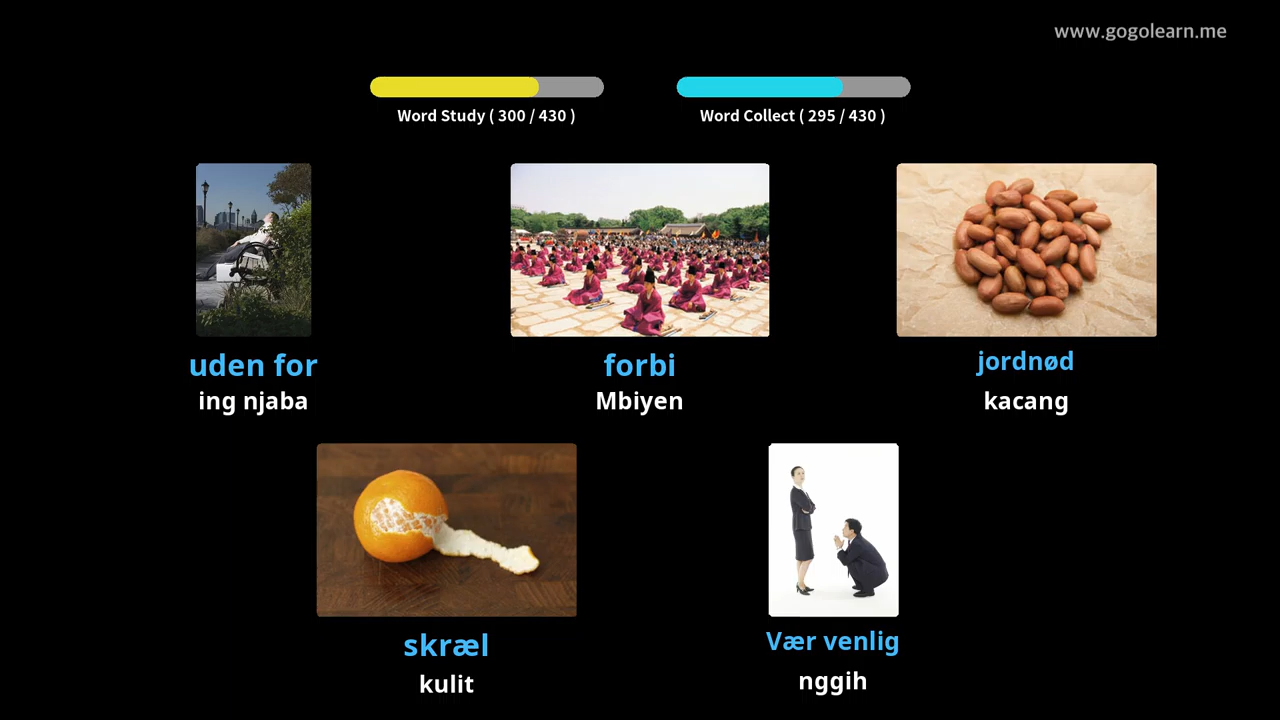 www.gogolearn.me
Word Study ( 300 / 430 )
Word Collect ( 295 / 430 )
uden for
ing njaba
forbi
Mbiyen
jordnød
kacang
skræl
kulit
Vær venlig
nggih